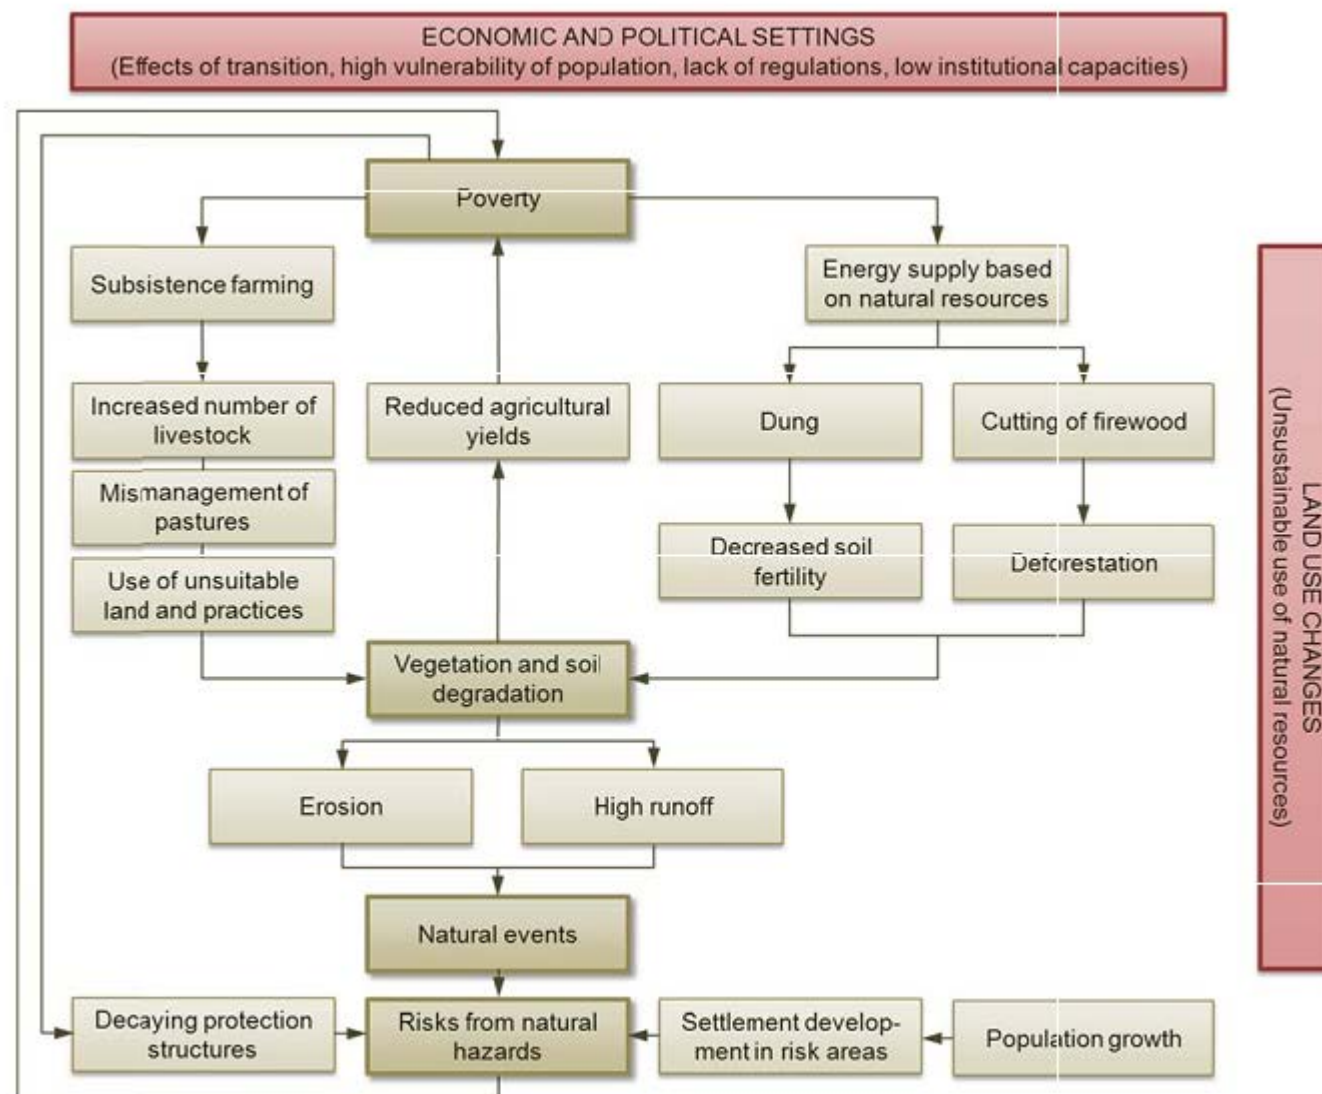 ECONOMIC AND POLITICAL SETTINGS
(Effects of transition, high vulnerability of population, lack of regulations, low institutional capacities)
Poverty
Subsistence farming
Energy supply based
on natural resources
Increased number of
livestock
Reduced agricultural
yields
Dung
Cutting of firewood
Mismanagement of
pastures
Decreased soil
fertility
Deforestation
Use of unsuitable
land and practices
Vegetation and soil
degradation
Erosion
High runoff
Natural events
Decaying protection
structures
Risks from natural
hazards
Settlement develop-
ment in risk areas
Population growth
LAND USE CHANGES
(Unsustainable use of natural resources)